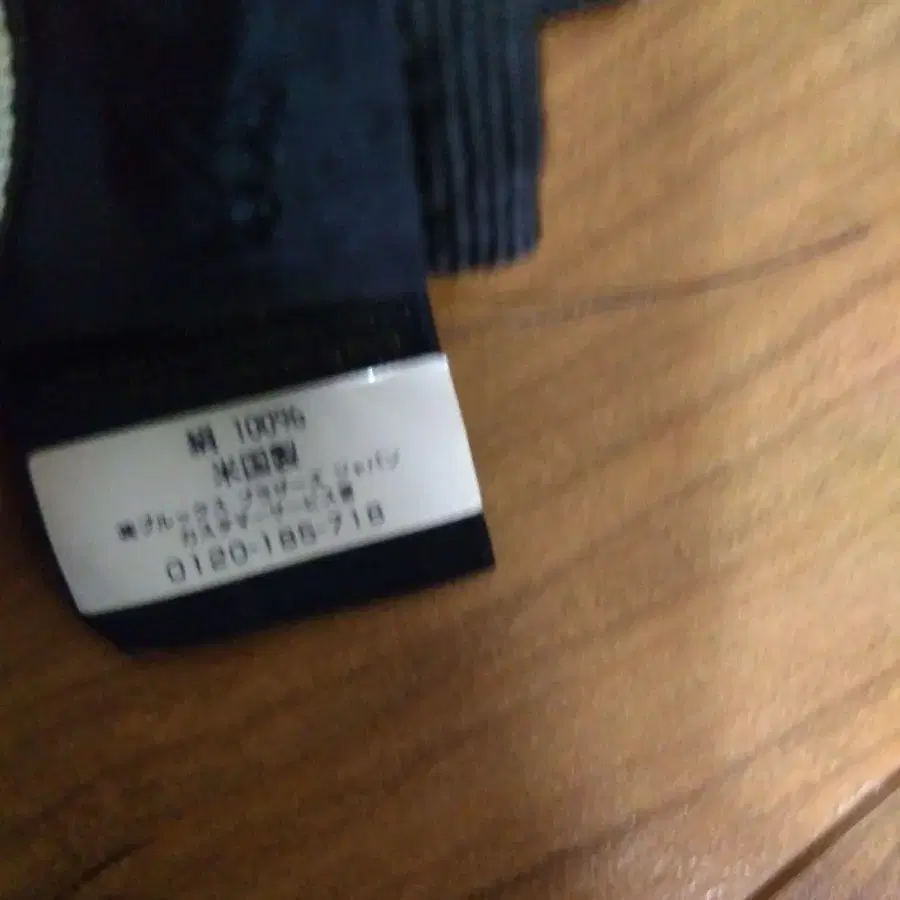 絹 100%
米国製
㈱ブルックス ブラザーズ ジャパン
カスタマーサービス室
0120-185-718